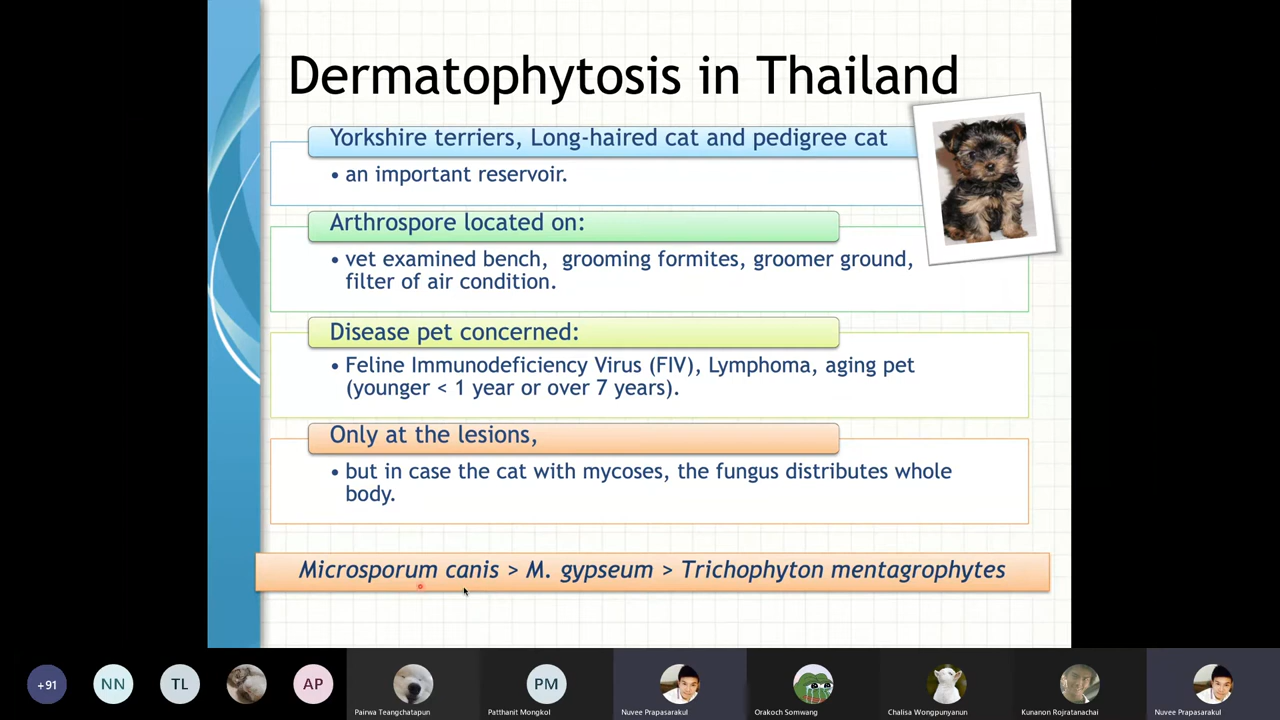 Dermatophytosis in Thailand
Yorkshire terriers, Long-haired cat and pedigree cat
• an important reservoir.
Arthrospore located on:
• vet examined bench,  grooming formites, groomer ground,
filter of air condition.
Disease pet concerned:
• Feline Immunodeficiency Virus (FIV), Lymphoma, aging pet
(younger < 1 year or over 7 years).
Only at the lesions,
• but in case the cat with mycoses, the fungus distributes whole
body.
Microsporum canis > M. gypseum > Trichophyton mentagrophytes
+91
NN
TL
AP
PM
Pairwa Teangchatapun
Patthanit Mongkol
Nuvee Prapasarakul
Orakoch Somwang
Chalisa Wongpunyanun
Kunanon Rojratanachai
Nuvee Prapasarakul